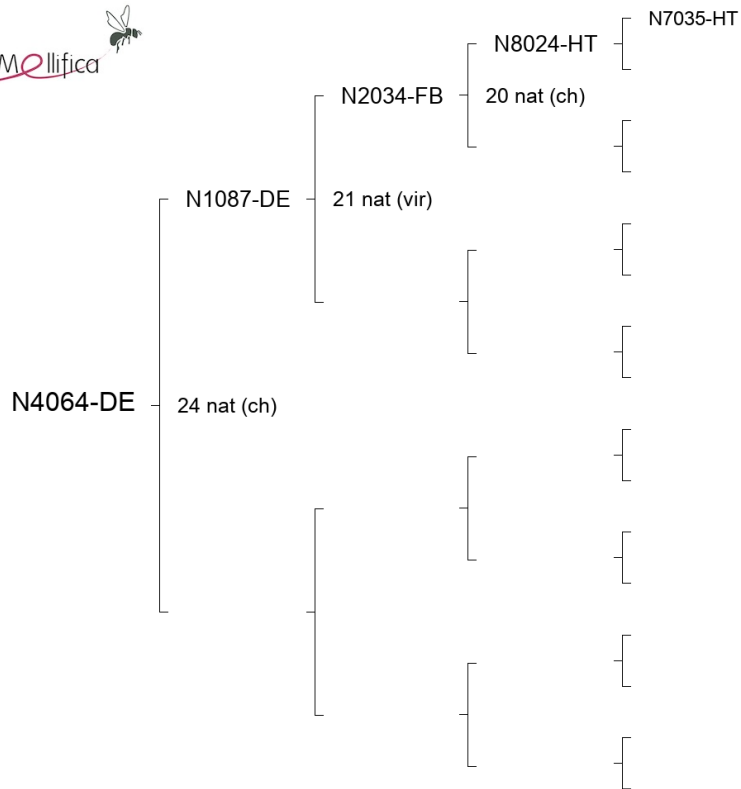 Mellifica
N7035-HT
N8024-HT
N2034-FB
20 nat (ch)
N1087-DE
21 nat (vir)
N4064-DE
24 nat (ch)